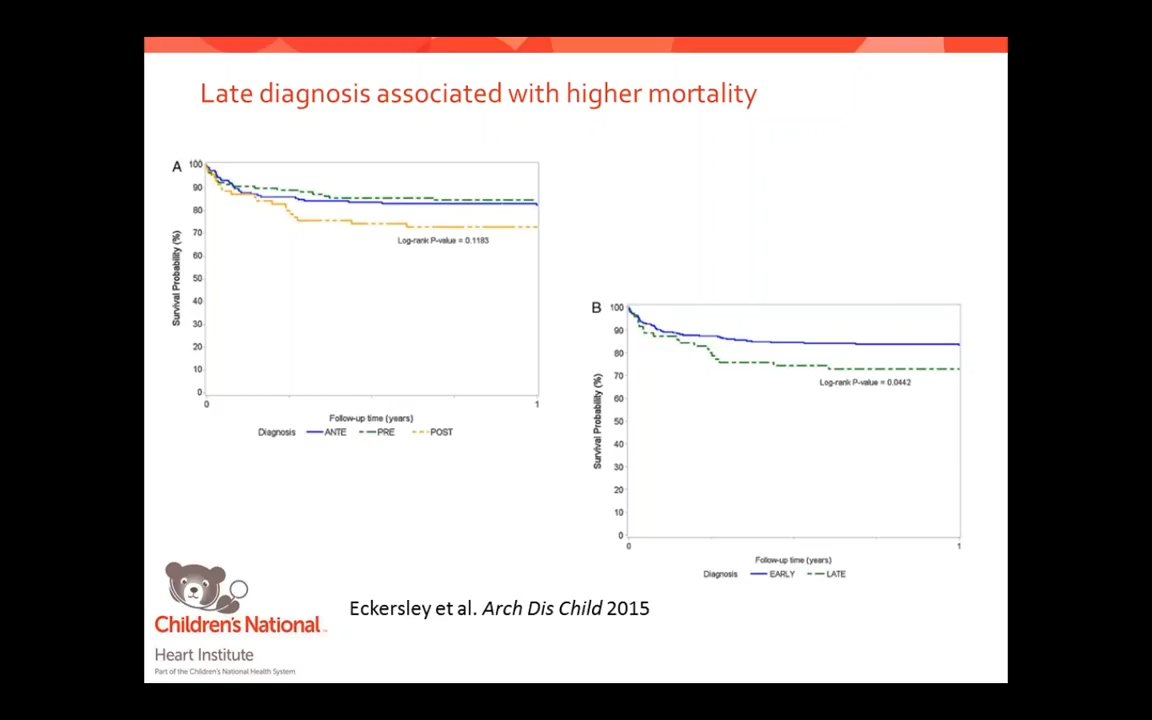 Late diagnosis associated with higher mortality
A
100
90
80
70
60
50
40
30
20
10
0
Survival Probability (%)
Log-rank P-value = 0.1183
0
1
Follow-up time (years)
Diagnosis ANTE PRE POST
B
100
90
80
70
60
50
40
30
20
10
0
Survival Probability (%)
Log-rank P-value = 0.0442
0
1
Follow-up time (years)
Diagnosis EARLY LATE
Eckersley et al. Arch Dis Child 2015
Children's National™
Heart Institute
Part of the Children's National Health System